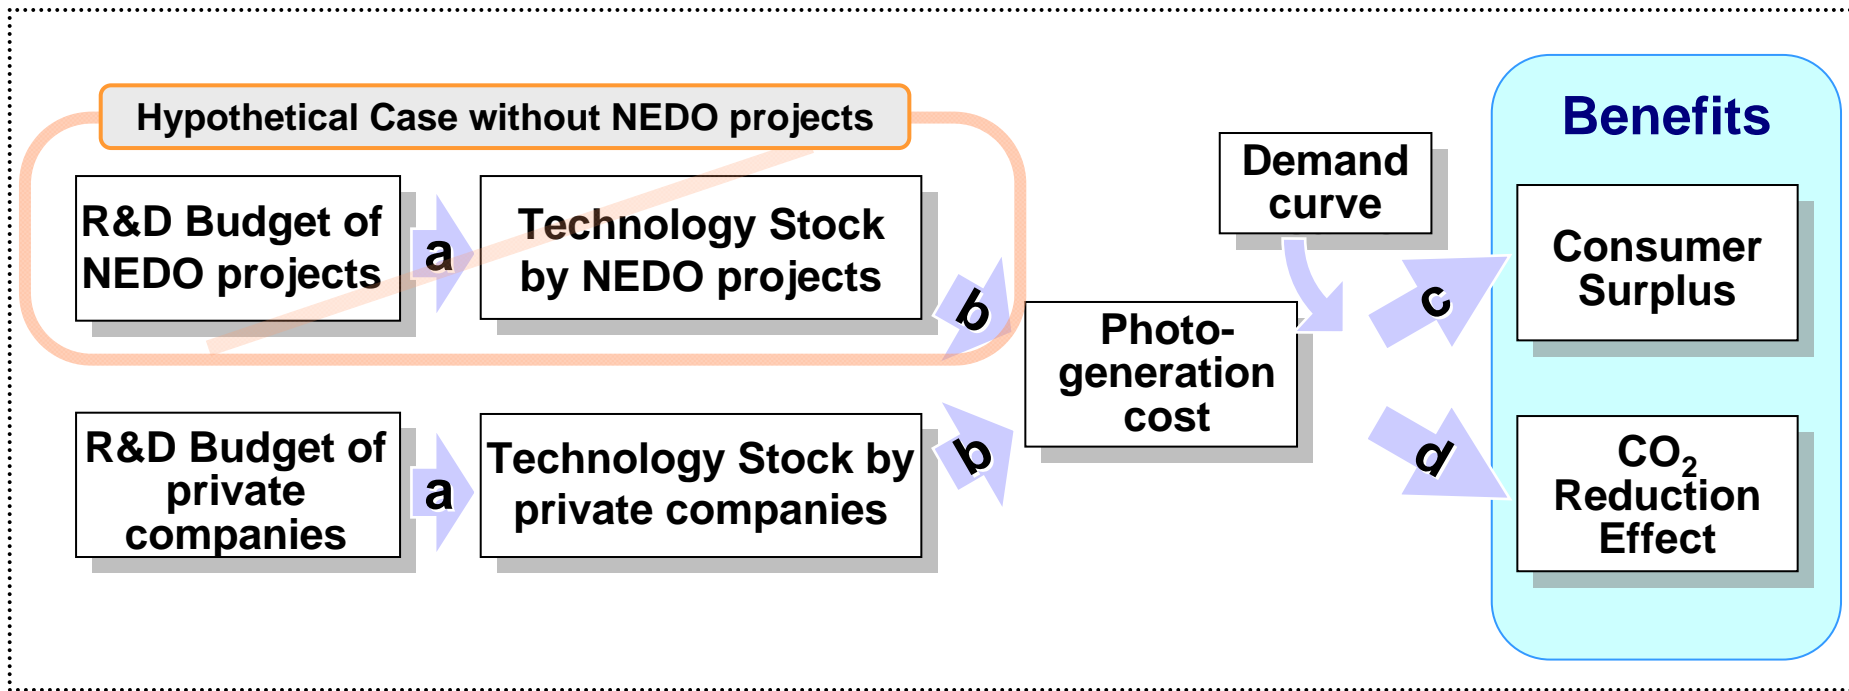 Hypothetical Case without NEDO projects
R&D Budget of
NEDO projects
a
Technology Stock
by NEDO projects
b
R&D Budget of
private
companies
a
Technology Stock by
private companies
b
Photo-
generation
cost
Demand
curve
c
d
Benefits
Consumer
Surplus
CO₂
Reduction
Effect